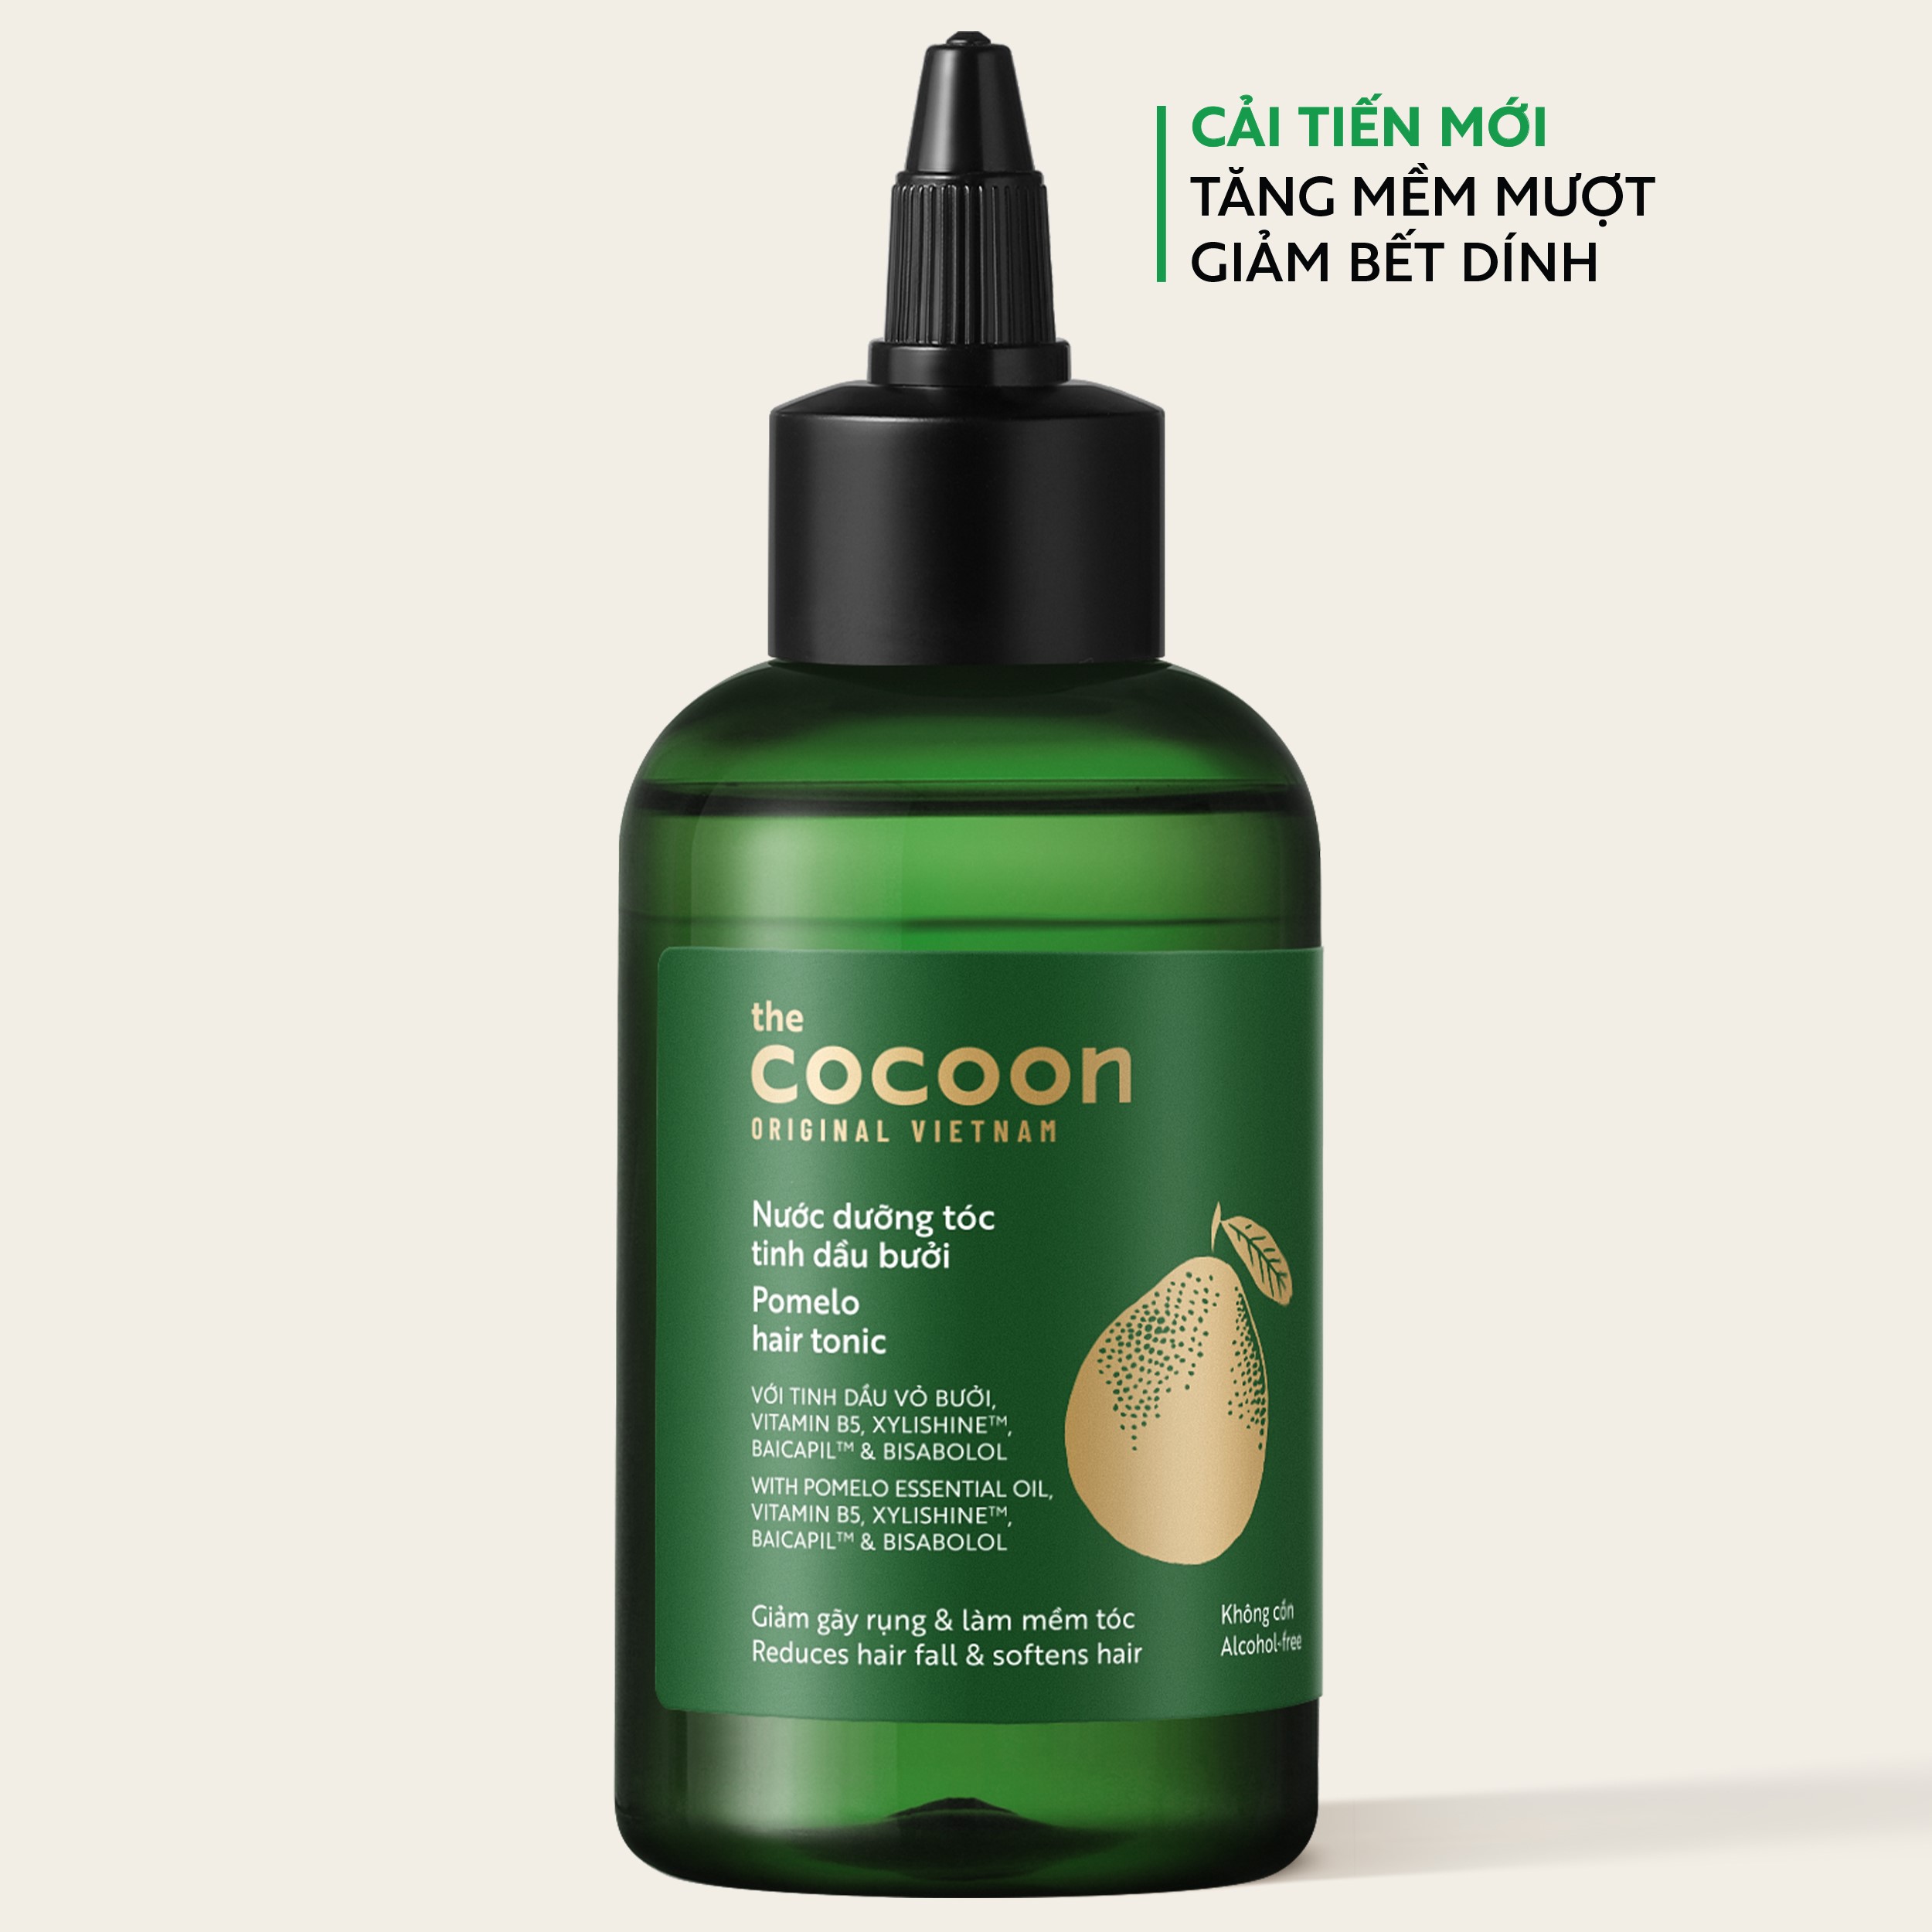 CẢI TIẾN MỚI
TĂNG MỀM MƯỢT
GIẢM BẾT DÍNH
the
cocoon
ORIGINAL VIETNAM
Nước dưỡng tóc
tinh dầu bưởi
Pomelo
hair tonic
VỚI TINH DẦU VỎ BƯỞI,
VITAMIN B5, XYLISHINE™,
BAICAPIL™ & BISABOLOL
WITH POMELO ESSENTIAL OIL,
VITAMIN B5, XYLISHINE™,
BAICAPIL™ & BISABOLOL
Giảm gãy rụng & làm mềm tóc
Reduces hair fall & softens hair
Không cồn
Alcohol-free